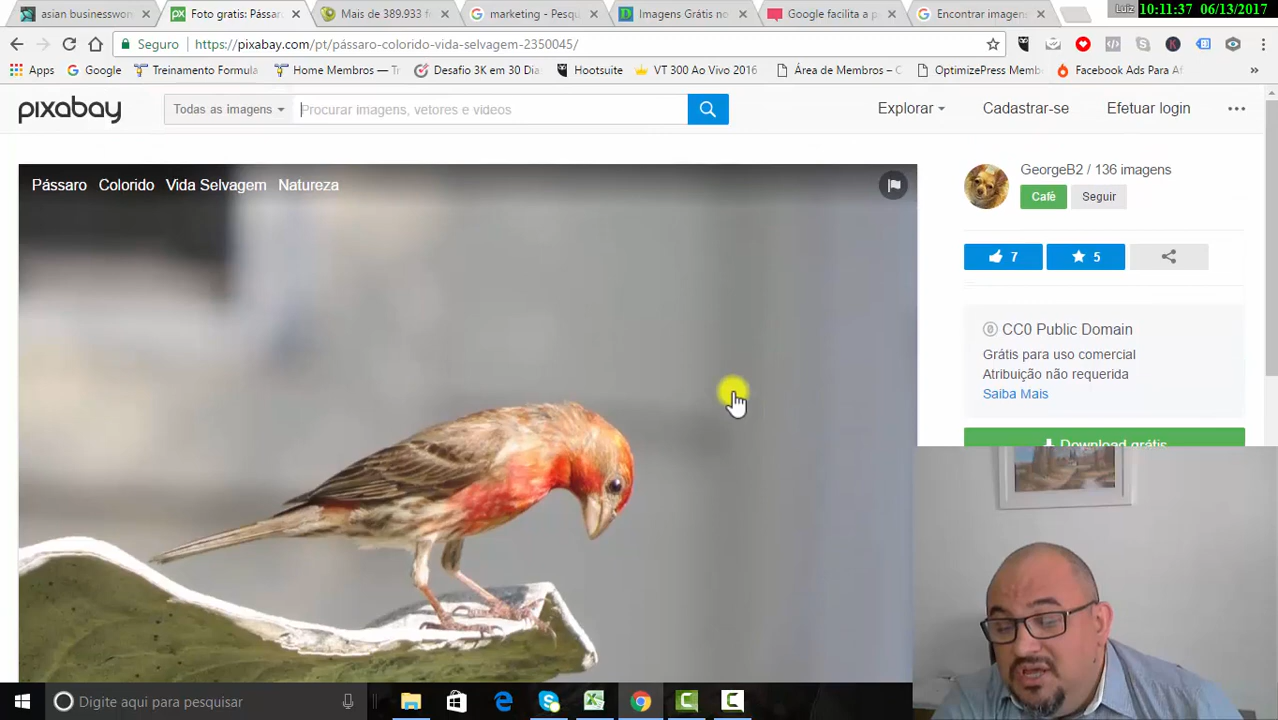 Luiz 10:11:37 06/13/2017
asian businesswon
Foto grátis: Pássar
Mais de 389.933 f
marketing - Pesqu
Imagens Grátis no
Google facilita a p
Encontrar imagens
Seguro https://pixabay.com/pt/pássaro-colorido-vida-selvagem-2350045/
Apps Google Treinamento Formula Home Membros — Tr Desafio 3K em 30 Dia Hootsuite VT 300 Ao Vivo 2016 Área de Membros – C OptimizePress Memb Facebook Ads Para Af »
pixabay Todas as imagens Procurar imagens, vetores e vídeos Explorar Cadastrar-se Efetuar login
Pássaro Colorido Vida Selvagem Natureza
GeorgeB2 / 136 imagens
Café Seguir
7 5
CC0 Public Domain
Grátis para uso comercial
Atribuição não requerida
Saiba Mais
Download grátis
Digite aqui para pesquisar